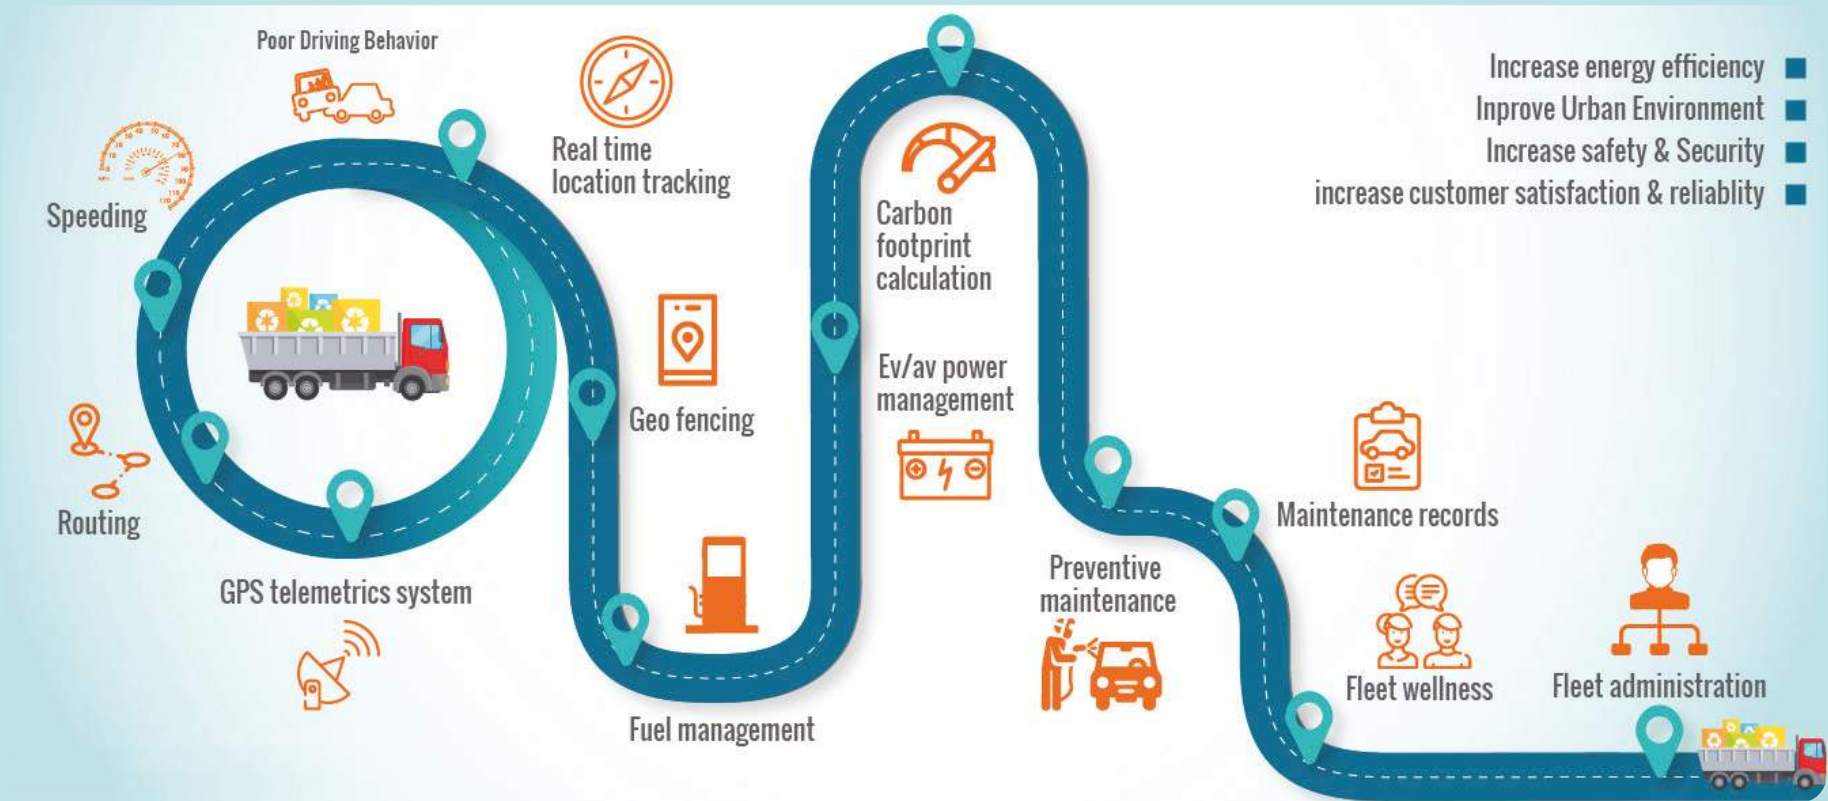 Poor Driving Behavior
Speeding
Real time
location tracking
Routing
GPS telemetrics system
Geo fencing
Fuel management
Carbon
footprint
calculation
Ev/av power
management
Preventive
maintenance
Maintenance records
Fleet wellness
Fleet administration
Increase energy efficiency
Inprove Urban Environment
Increase safety & Security
increase customer satisfaction & reliablity